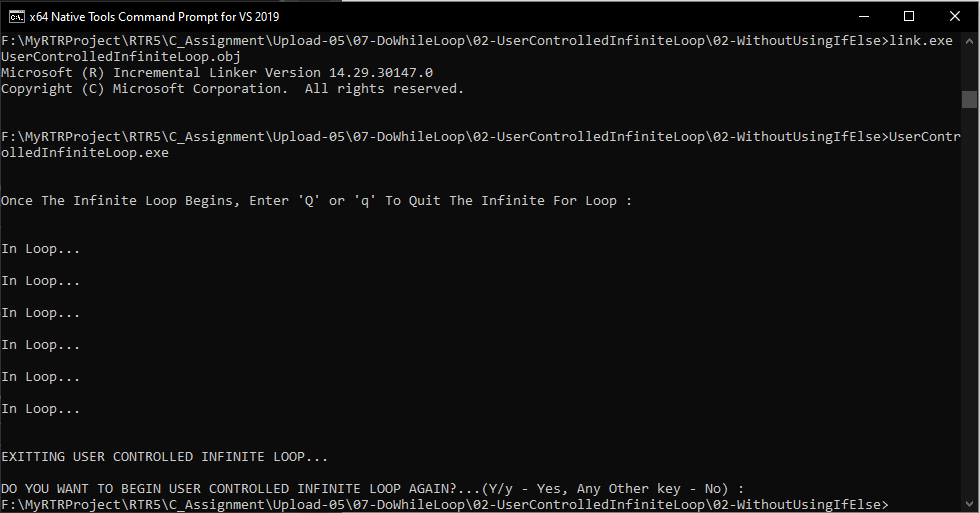 x64 Native Tools Command Prompt for VS 2019
F:\MyRTRProject\RTR5\C_Assignment\Upload-05\07-DoWhileLoop\02-UserControlledInfiniteLoop\02-WithoutUsingIfElse>link.exe
UserControlledInfiniteLoop.obj
Microsoft (R) Incremental Linker Version 14.29.30147.0
Copyright (C) Microsoft Corporation.  All rights reserved.
F:\MyRTRProject\RTR5\C_Assignment\Upload-05\07-DoWhileLoop\02-UserControlledInfiniteLoop\02-WithoutUsingIfElse>UserContr
olledInfiniteLoop.exe
Once The Infinite Loop Begins, Enter 'Q' or 'q' To Quit The Infinite For Loop :
In Loop...
In Loop...
In Loop...
In Loop...
In Loop...
In Loop...
EXITTING USER CONTROLLED INFINITE LOOP...
DO YOU WANT TO BEGIN USER CONTROLLED INFINITE LOOP AGAIN?...(Y/y - Yes, Any Other key - No) :
F:\MyRTRProject\RTR5\C_Assignment\Upload-05\07-DoWhileLoop\02-UserControlledInfiniteLoop\02-WithoutUsingIfElse>